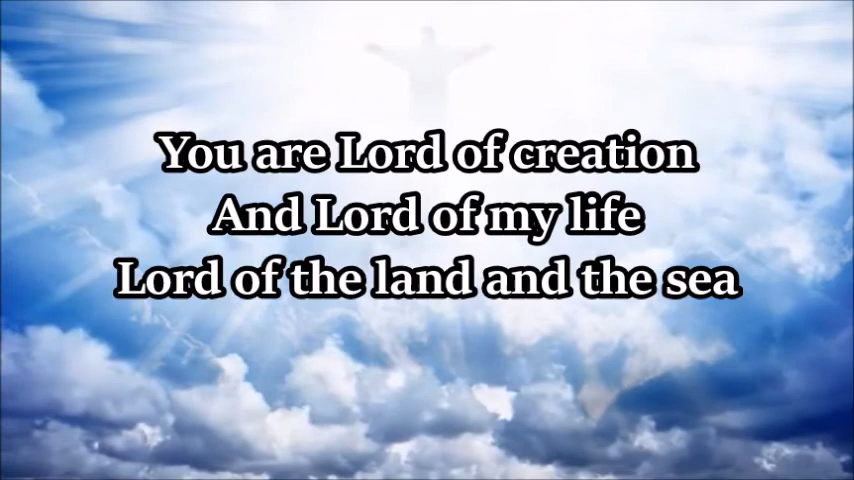 You are Lord of creation
And Lord of my life
Lord of the land and the sea